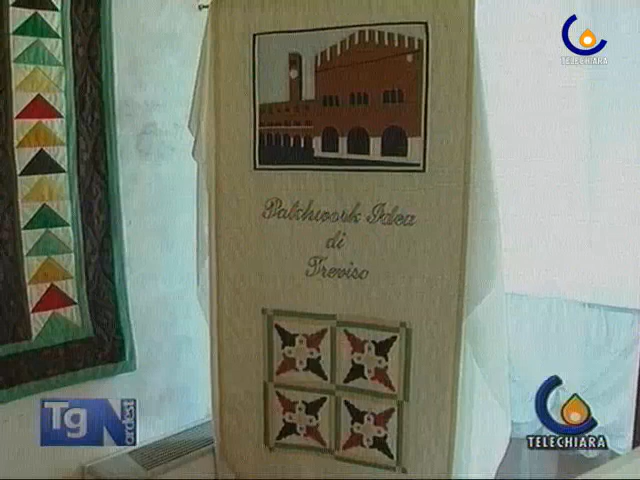 TELECHIARA
Patchwork Idea
di
Treviso
Tg Nordest
TELECHIARA